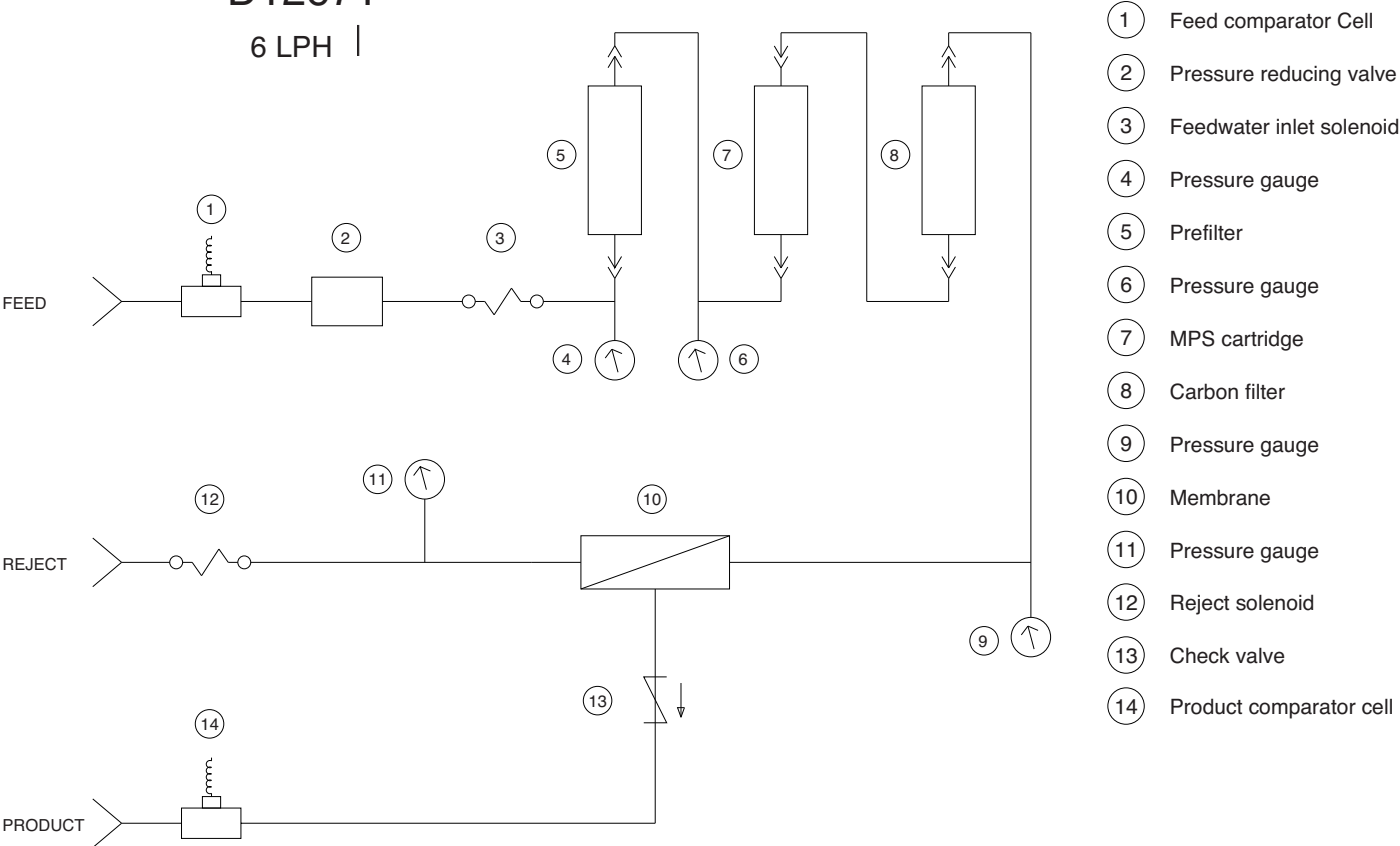 6 LPH
1 Feed comparator Cell
2 Pressure reducing valve
3 Feedwater inlet solenoid
4 Pressure gauge
5 Prefilter
6 Pressure gauge
7 MPS cartridge
8 Carbon filter
9 Pressure gauge
10 Membrane
11 Pressure gauge
12 Reject solenoid
13 Check valve
14 Product comparator cell
5
7
8
1
2
3
FEED
4
6
11
12
10
REJECT
9
13
14
PRODUCT